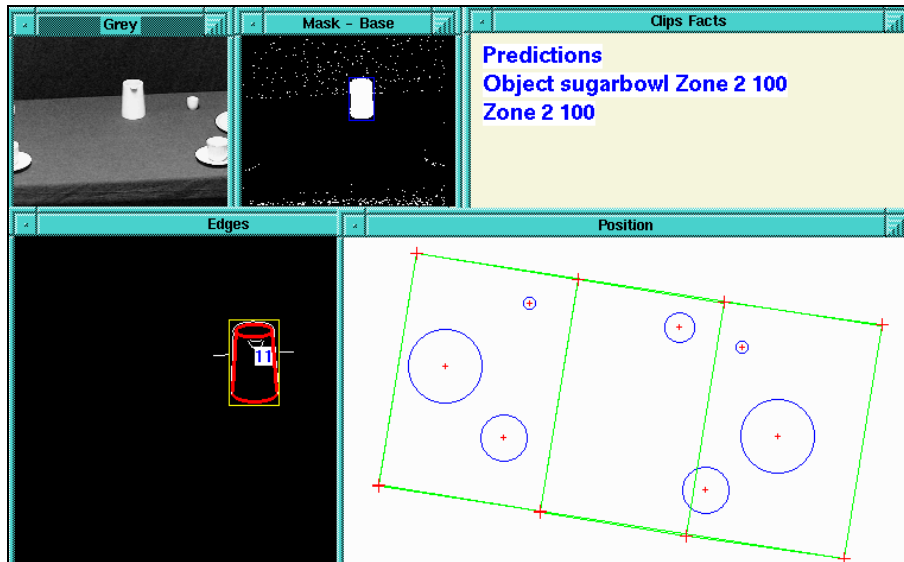 Grey
Mask - Base
Clips Facts
Predictions
Object sugarbowl Zone 2 100
Zone 2 100
Edges
Position
11